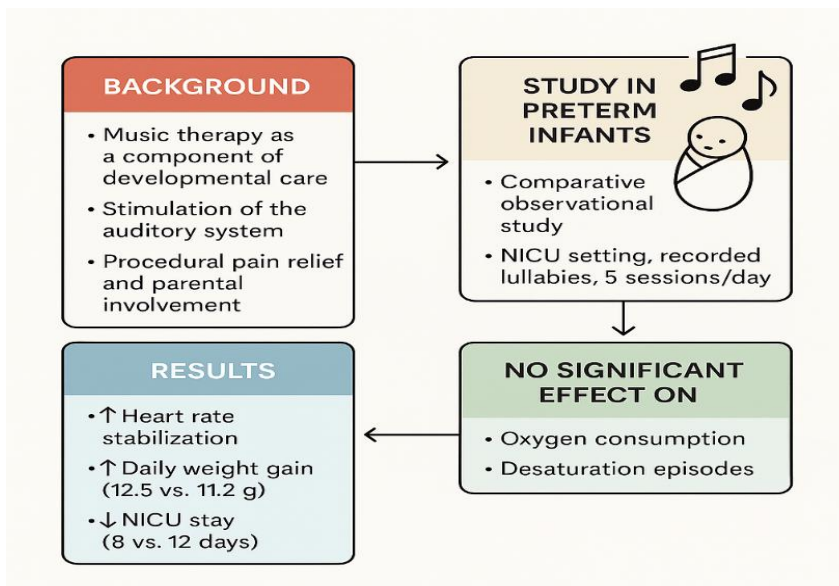 BACKGROUND
• Music therapy as
a component of
developmental care
• Stimulation of the
auditory system
• Procedural pain relief
and parental
involvement
STUDY IN
PRETERM
INFANTS
• Comparative
observational
study
• NICU setting, recorded
lullabies, 5 sessions/day
NO SIGNIFICANT
EFFECT ON
• Oxygen consumption
• Desaturation episodes
RESULTS
• ↑ Heart rate
stabilization
• ↑ Daily weight gain
(12.5 vs. 11.2 g)
• ↓ NICU stay
(8 vs. 12 days)